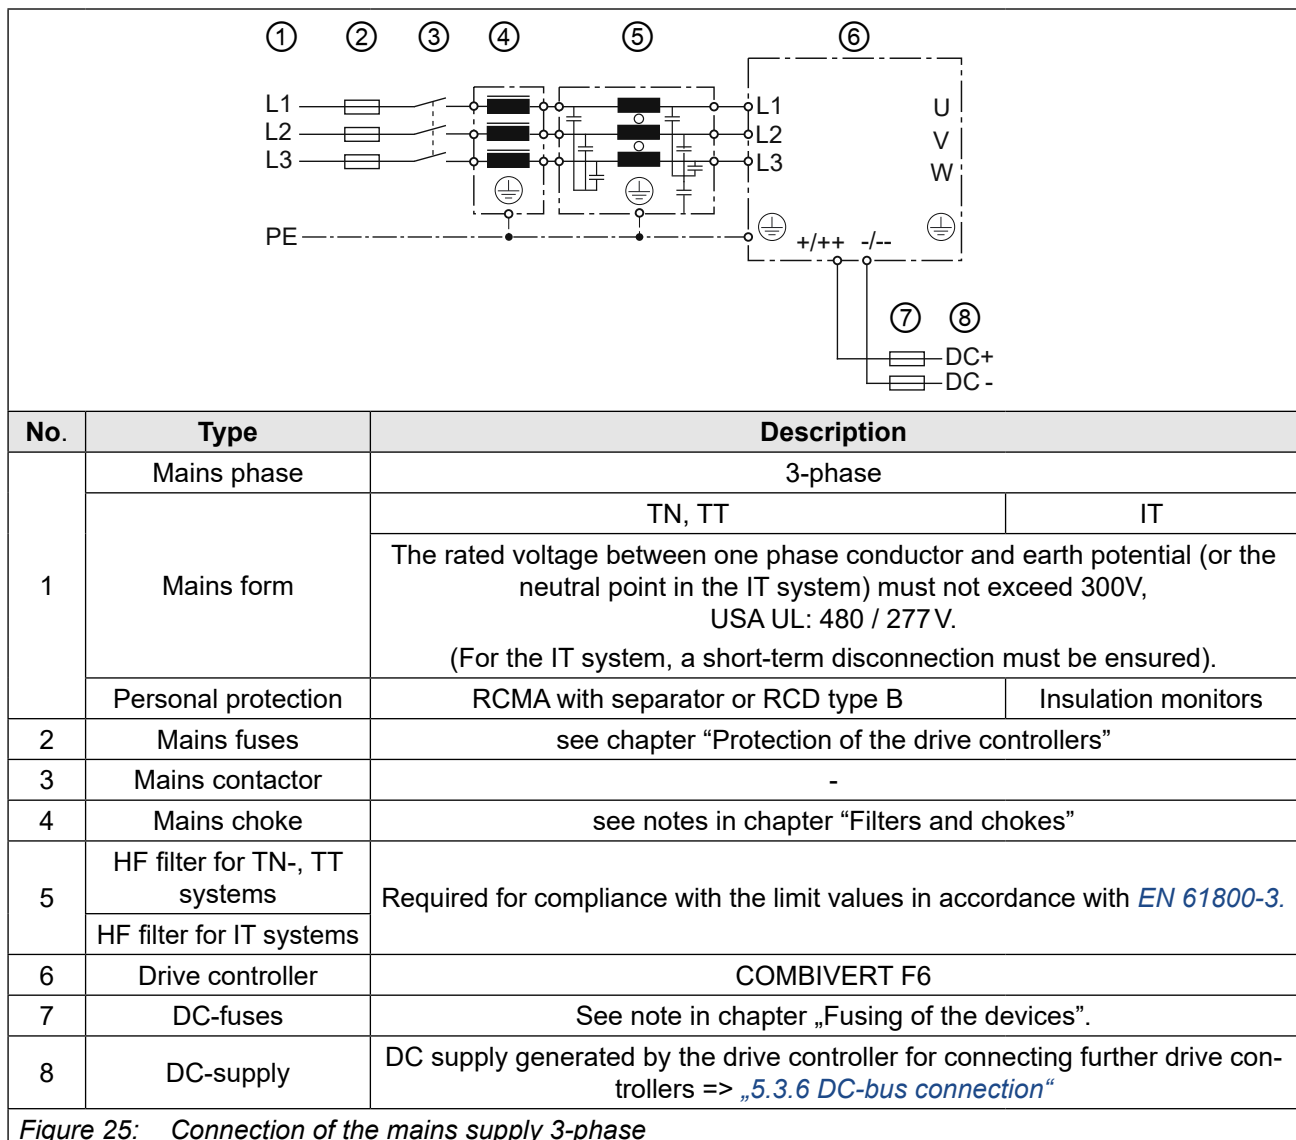 ① ② ③ ④ ⑤ ⑥
L1 L1 U
L2 L2 V
L3 L3 W
PE +/++ -/--
⑦ ⑧
DC+
DC -
No. Type Description
1 Mains phase 3-phase
Mains form TN, TT IT
The rated voltage between one phase conductor and earth potential (or the
neutral point in the IT system) must not exceed 300V,
USA UL: 480 / 277 V.
(For the IT system, a short-term disconnection must be ensured).
Personal protection RCMA with separator or RCD type B Insulation monitors
2 Mains fuses see chapter “Protection of the drive controllers”
3 Mains contactor -
4 Mains choke see notes in chapter “Filters and chokes”
5 HF filter for TN-, TT
systems
Required for compliance with the limit values in accordance with EN 61800-3.
HF filter for IT systems
6 Drive controller COMBIVERT F6
7 DC-fuses See note in chapter „Fusing of the devices”.
8 DC-supply DC supply generated by the drive controller for connecting further drive con-
trollers => „5.3.6 DC-bus connection“
Figure 25: Connection of the mains supply 3-phase